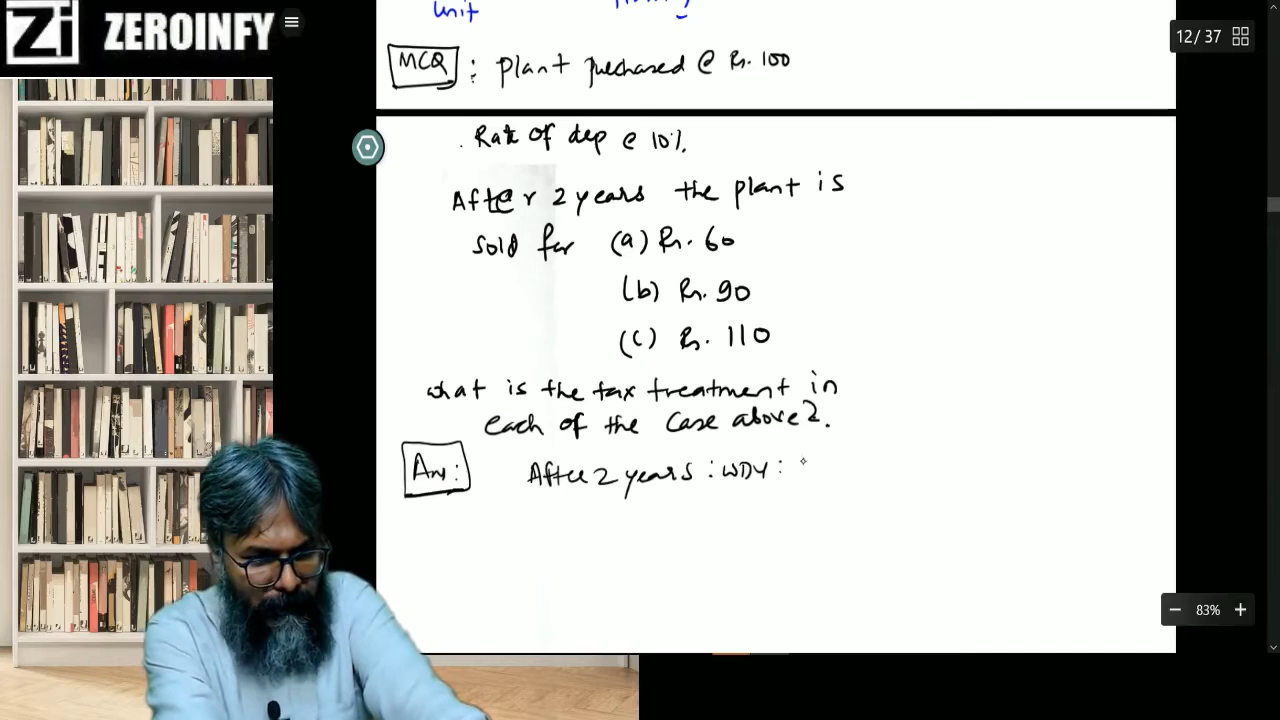 Zi ZEROINFY
12/37
unit
MCQ : Plant purchased @ Rs. 100
Rate of dep @ 10%.
After 2 years the plant is
sold for (a) Rs. 60
(b) Rs. 90
(c) Rs. 110
what is the tax treatment in
each of the case above?.
Ans: After 2 years : WDV :
83%